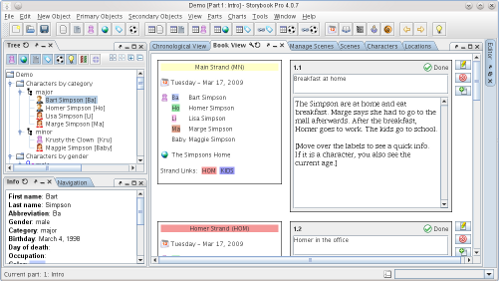 Demo [Part 1: Intro] - Storybook Pro 4.0.7
File Edit New Object Primary Objects Secondary Objects View Parts Charts Tools Window Help
Tree
Demo
Characters by category
major
Bart Simpson [Ba]
Homer Simpson [Ho]
Lisa Simpson [Li]
Marge Simpson [Ma]
minor
Krusty the Clown [Kru]
Maggie Simpson [Baby]
Characters by gender
Info
Navigation
First name: Bart
Last name: Simpson
Abbreviation: Ba
Gender: male
Category: major
Birthday: March 4, 1998
Day of death:
Occupation:
Chronological View
Book View
Manage Scenes
Scenes
Characters
Locations
Main Strand (MN)
Tuesday - Mar 17, 2009
Ba Bart Simpson
Ho Homer Simpson
Li Lisa Simpson
Ma Marge Simpson
Baby Maggie Simpson
The Simpsons Home
Strand Links: HOM KIDS
1.1
Done
Breakfast at home
The Simpson are at home and eat
breakfast. Marge says she had to go to the
mall afterwards. After the breakfast,
Homer goes to work. The kids go to school.
[Move over the labels to see a quick info.
If it is a character, you also see the
current age.]
Homer Strand (HOM)
Tuesday - Mar 17, 2009
1.2
Done
Homer in the office
Editor
Current part: 1: Intro